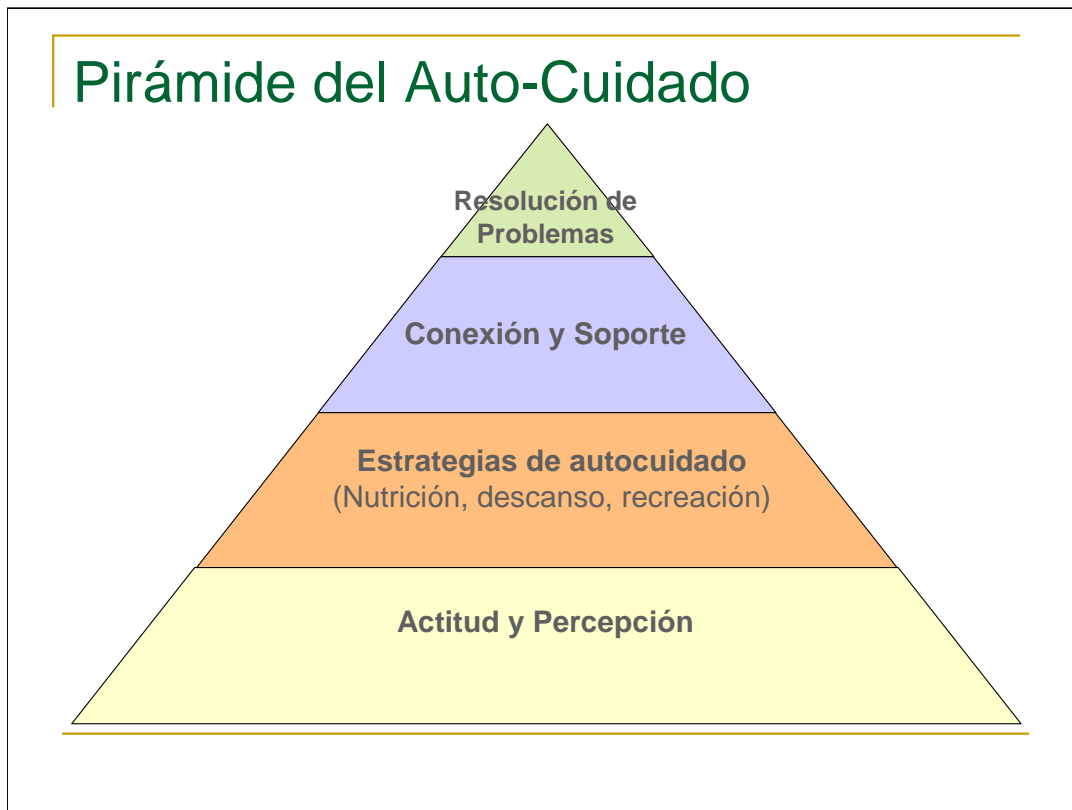 Pirámide del Auto-Cuidado
Resolución de
Problemas
Conexión y Soporte
Estrategias de autocuidado
(Nutrición, descanso, recreación)
Actitud y Percepción